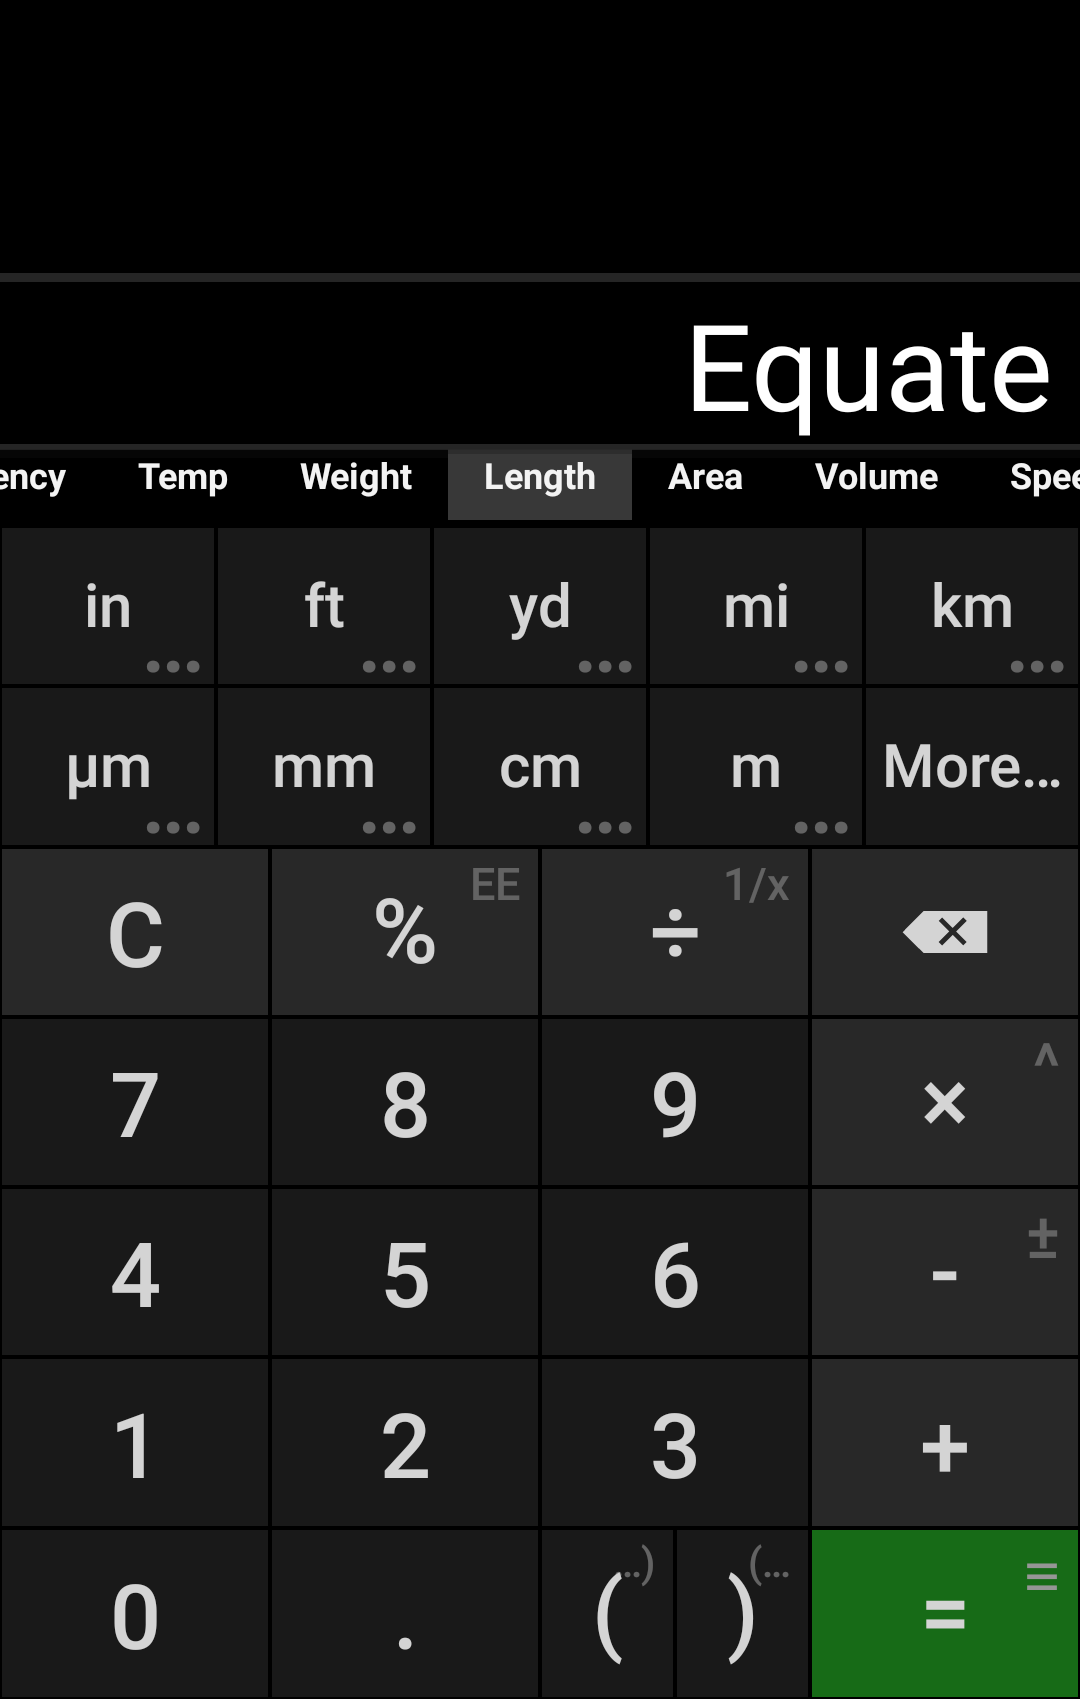 Equate
ency Temp Weight Length Area Volume Spee
in ft yd mi km
µm mm cm m More...
C % EE ÷ 1/x
7 8 9 × ^
4 5 6 - ±
1 2 3 +
0 . ( ..) ) (... = ≡